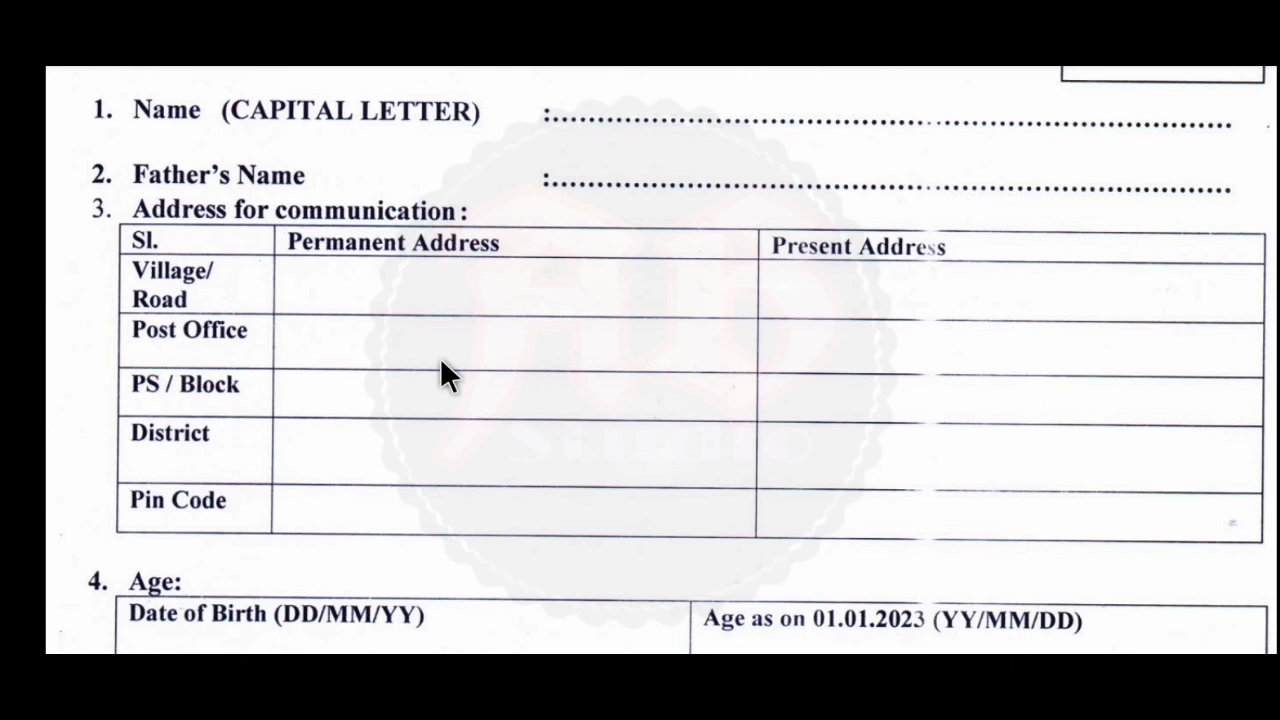 1. Name (CAPITAL LETTER) :....................................................................
2. Father's Name :....................................................................
3. Address for communication :
Sl. Permanent Address Present Address
Village/
Road
Post Office
PS / Block
District
Pin Code
4. Age:
Date of Birth (DD/MM/YY) Age as on 01.01.2023 (YY/MM/DD)